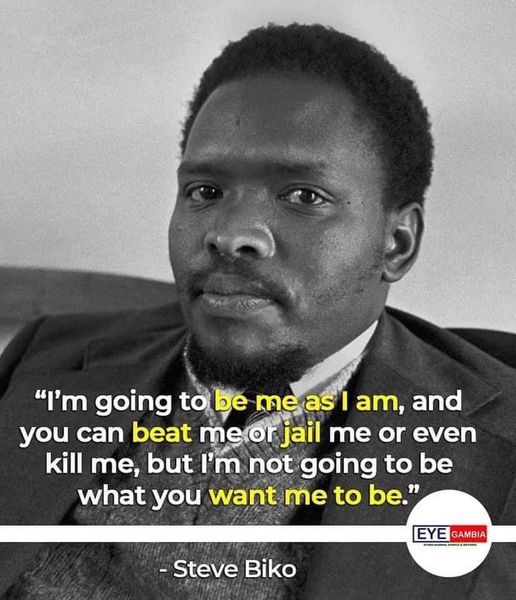 “I’m going to be me as I am, and
you can beat me or jail me or even
kill me, but I’m not going to be
what you want me to be.”
EYE GAMBIA
- Steve Biko